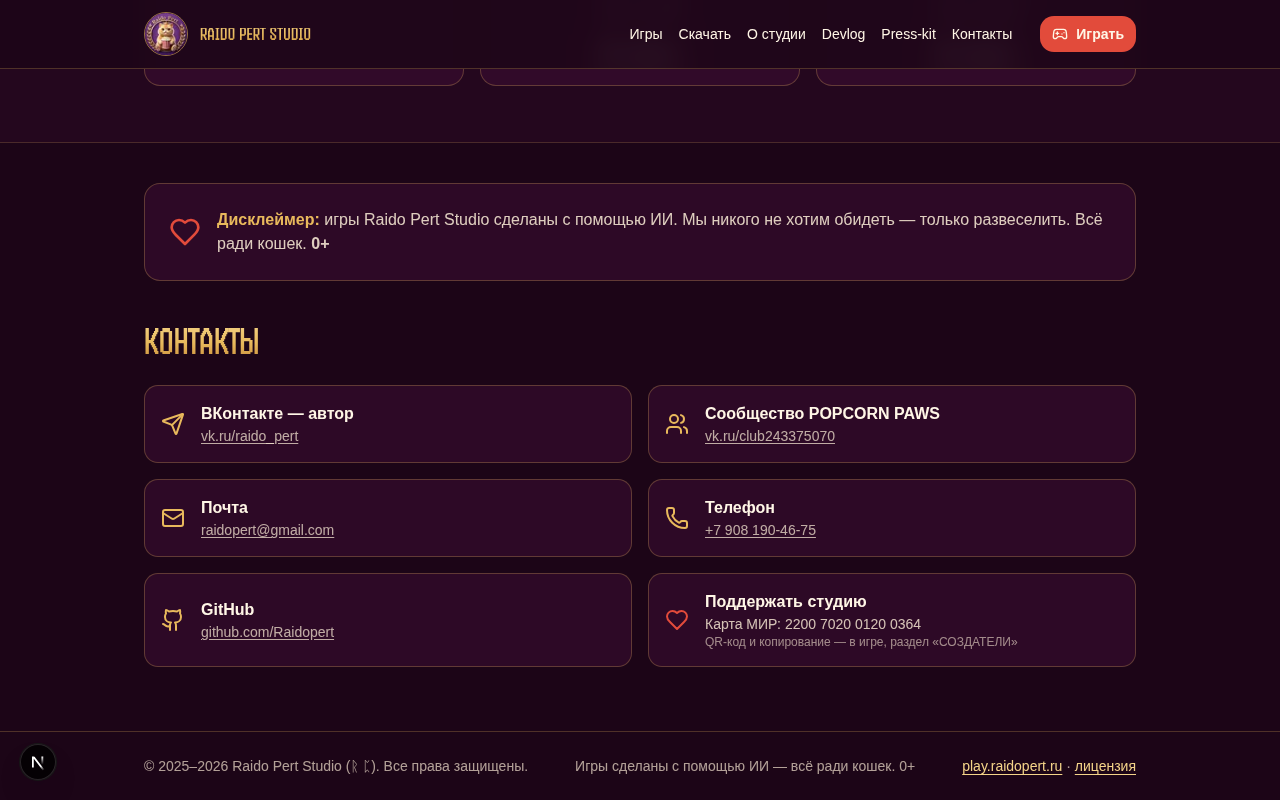 RAIDO PERT STUDIO
Игры
Скачать
О студии
Devlog
Press-kit
Контакты
Играть
Дисклеймер: игры Raido Pert Studio сделаны с помощью ИИ. Мы никого не хотим обидеть — только развеселить. Всё
ради кошек. 0+
КОНТАКТЫ
ВКонтакте — автор
vk.ru/raido_pert
Сообщество POPCORN PAWS
vk.ru/club243375070
Почта
raidopert@gmail.com
Телефон
+7 908 190-46-75
GitHub
github.com/Raidopert
Поддержать студию
Карта МИР: 2200 7020 0120 0364
QR-код и копирование — в игре, раздел «СОЗДАТЕЛИ»
© 2025–2026 Raido Pert Studio (ᚱ ᛈ). Все права защищены.
Игры сделаны с помощью ИИ — всё ради кошек. 0+
play.raidopert.ru · лицензия